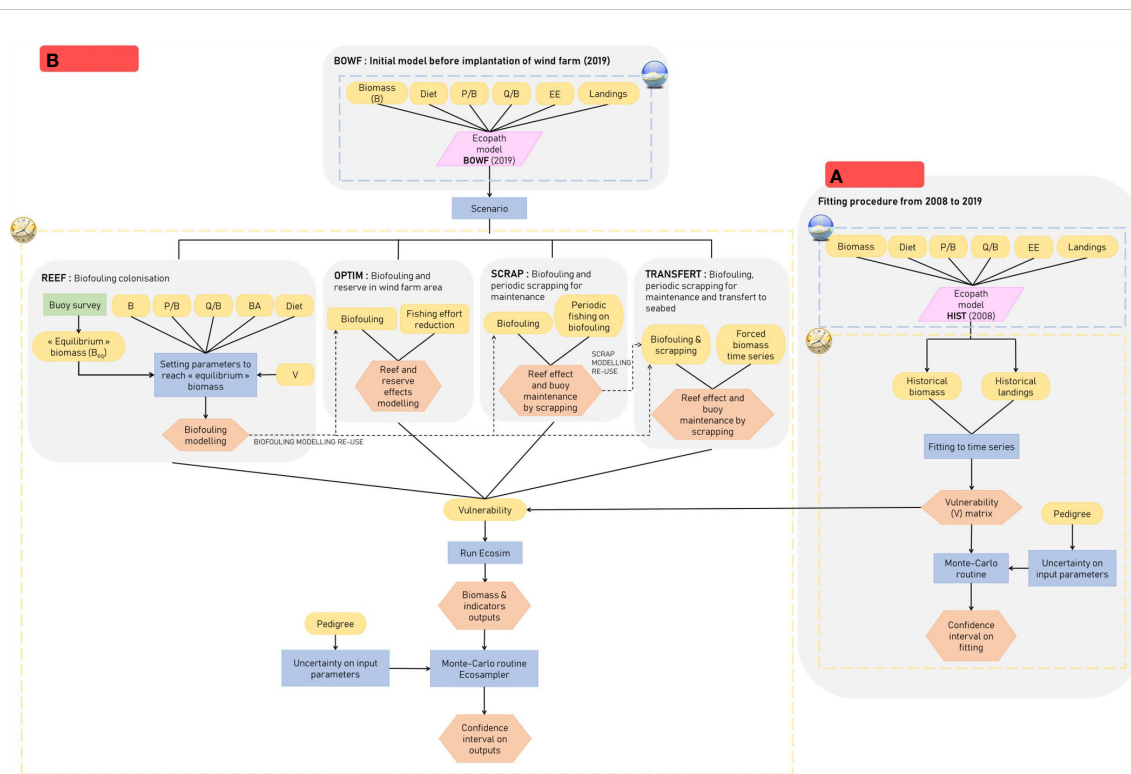 B
BOWF : Initial model before implantation of wind farm (2019)
Biomass
(B)
Diet
P/B
Q/B
EE
Landings
Ecopath
model
BOWF (2019)
Scenario
REEF : Biofouling colonisation
Buoy survey
B
P/B
Q/B
BA
Diet
« Equilibrium »
biomass (Beq)
Setting parameters to
reach « equilibrium »
biomass
V
Biofouling
modelling
BIOFOULING MODELLING RE-USE
OPTIM : Biofouling and
reserve in wind farm area
Biofouling
Fishing effort
reduction
Reef and
reserve
effects
modelling
SCRAP : Biofouling and
periodic scrapping for
maintenance
Biofouling
Periodic
fishing on
biofouling
Reef effect
and buoy
maintenance
by scrapping
SCRAP
MODELLING
RE-USE
TRANSFERT : Biofouling,
periodic scrapping for
maintenance and transfert to
seabed
Biofouling &
scrapping
Forced
biomass
time series
Reef effect and
buoy
maintenance by
scrapping
Vulnerability
Run Ecosim
Biomass &
indicators
outputs
Pedigree
Uncertainty on input
parameters
Monte-Carlo routine
Ecosampler
Confidence
interval on
outputs
A
Fitting procedure from 2008 to 2019
Biomass
Diet
P/B
Q/B
EE
Landings
Ecopath
model
HIST (2008)
Historical
biomass
Historical
landings
Fitting to time series
Vulnerability
(V) matrix
Pedigree
Monte-Carlo
routine
Uncertainty on
input parameters
Confidence
interval on
fitting